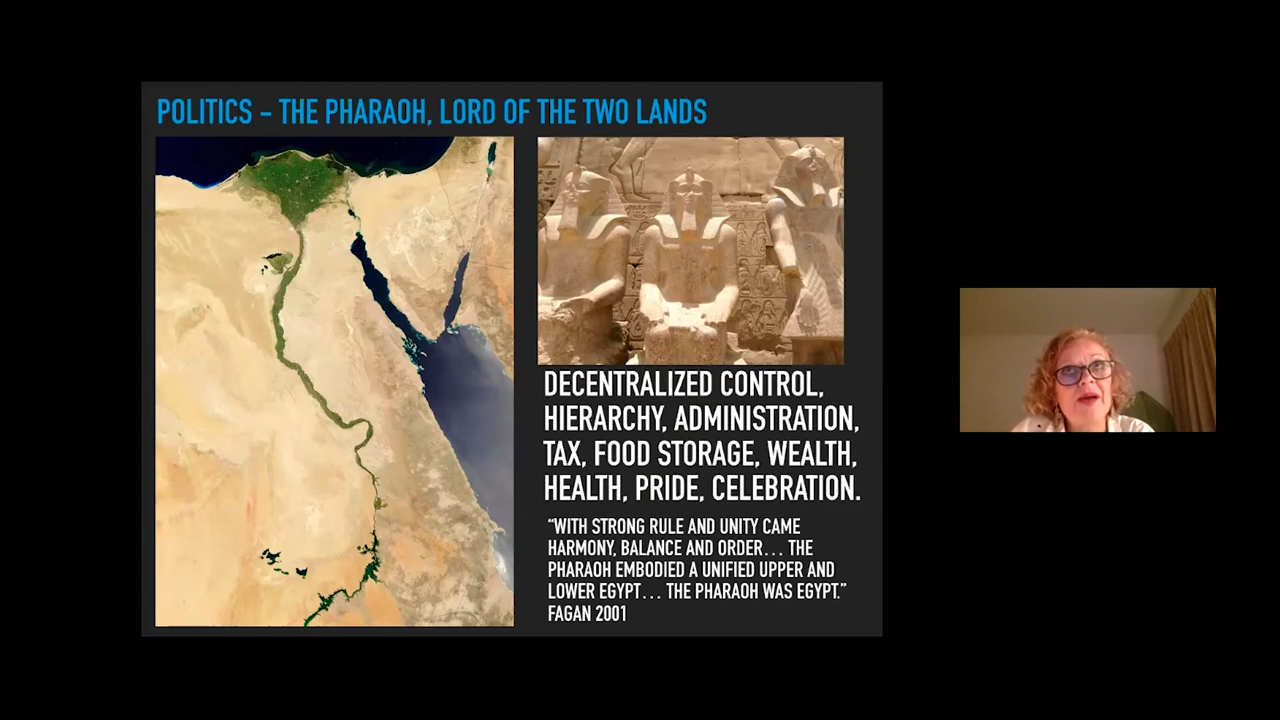 POLITICS – THE PHARAOH, LORD OF THE TWO LANDS
DECENTRALIZED CONTROL,
HIERARCHY, ADMINISTRATION,
TAX, FOOD STORAGE, WEALTH,
HEALTH, PRIDE, CELEBRATION.
“WITH STRONG RULE AND UNITY CAME
HARMONY, BALANCE AND ORDER... THE
PHARAOH EMBODIED A UNIFIED UPPER AND
LOWER EGYPT... THE PHARAOH WAS EGYPT.”
FAGAN 2001